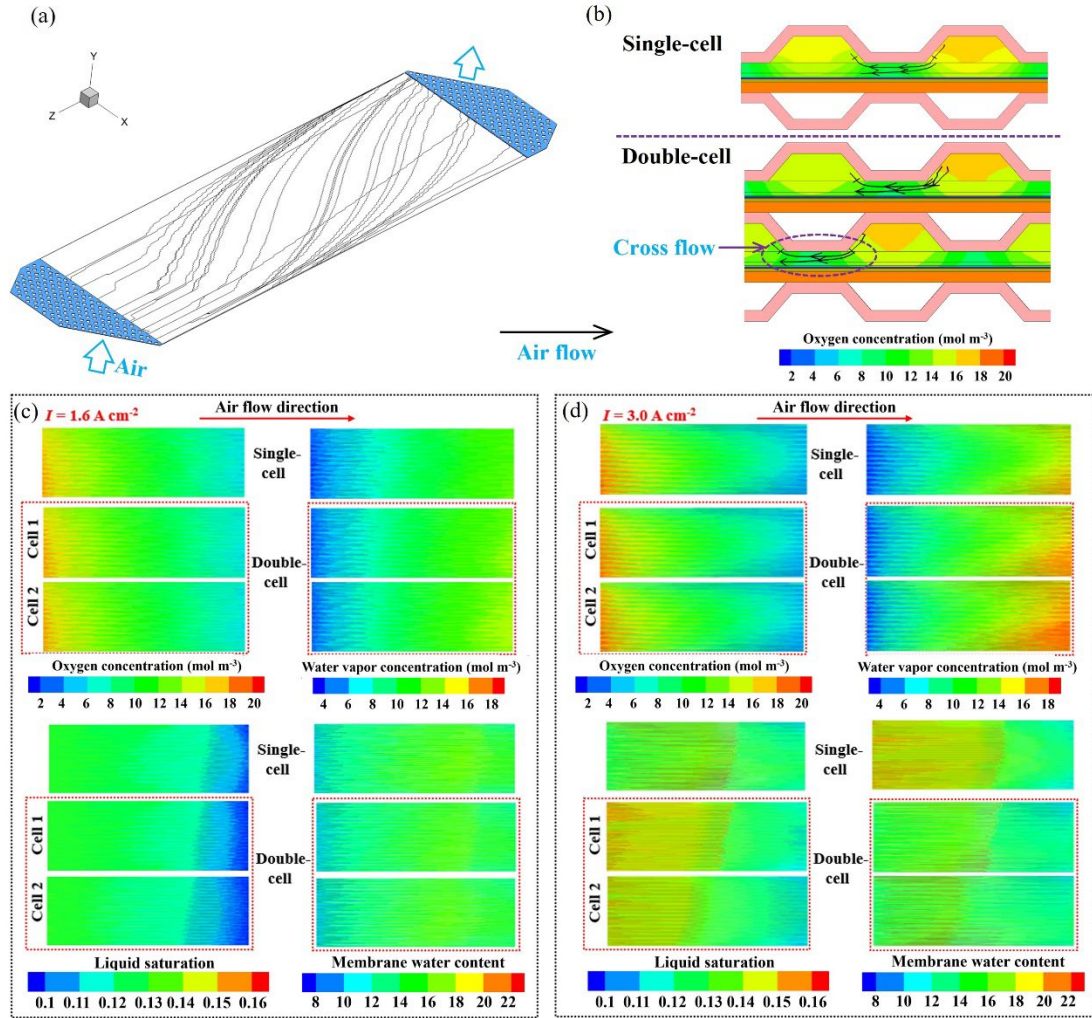 (a)
Y
Z
X
Air
Air flow
(b)
Single-cell
Double-cell
Cross flow
Oxygen concentration (mol m⁻³)
2 4 6 8 10 12 14 16 18 20
(c)
I = 1.6 A cm⁻²
Air flow direction
Single-
cell
Cell 1
Cell 2
Double-
cell
Oxygen concentration (mol m⁻³)
2 4 6 8 10 12 14 16 18 20
Water vapor concentration (mol m⁻³)
4 6 8 10 12 14 16 18
Single-
cell
Cell 1
Cell 2
Double-
cell
Liquid saturation
0.1 0.11 0.12 0.13 0.14 0.15 0.16
Membrane water content
8 10 12 14 16 18 20 22
(d)
I = 3.0 A cm⁻²
Air flow direction
Single-
cell
Cell 1
Cell 2
Double-
cell
Oxygen concentration (mol m⁻³)
2 4 6 8 10 12 14 16 18 20
Water vapor concentration (mol m⁻³)
4 6 8 10 12 14 16 18
Single-
cell
Cell 1
Cell 2
Double-
cell
Liquid saturation
0.1 0.11 0.12 0.13 0.14 0.15 0.16
Membrane water content
8 10 12 14 16 18 20 22